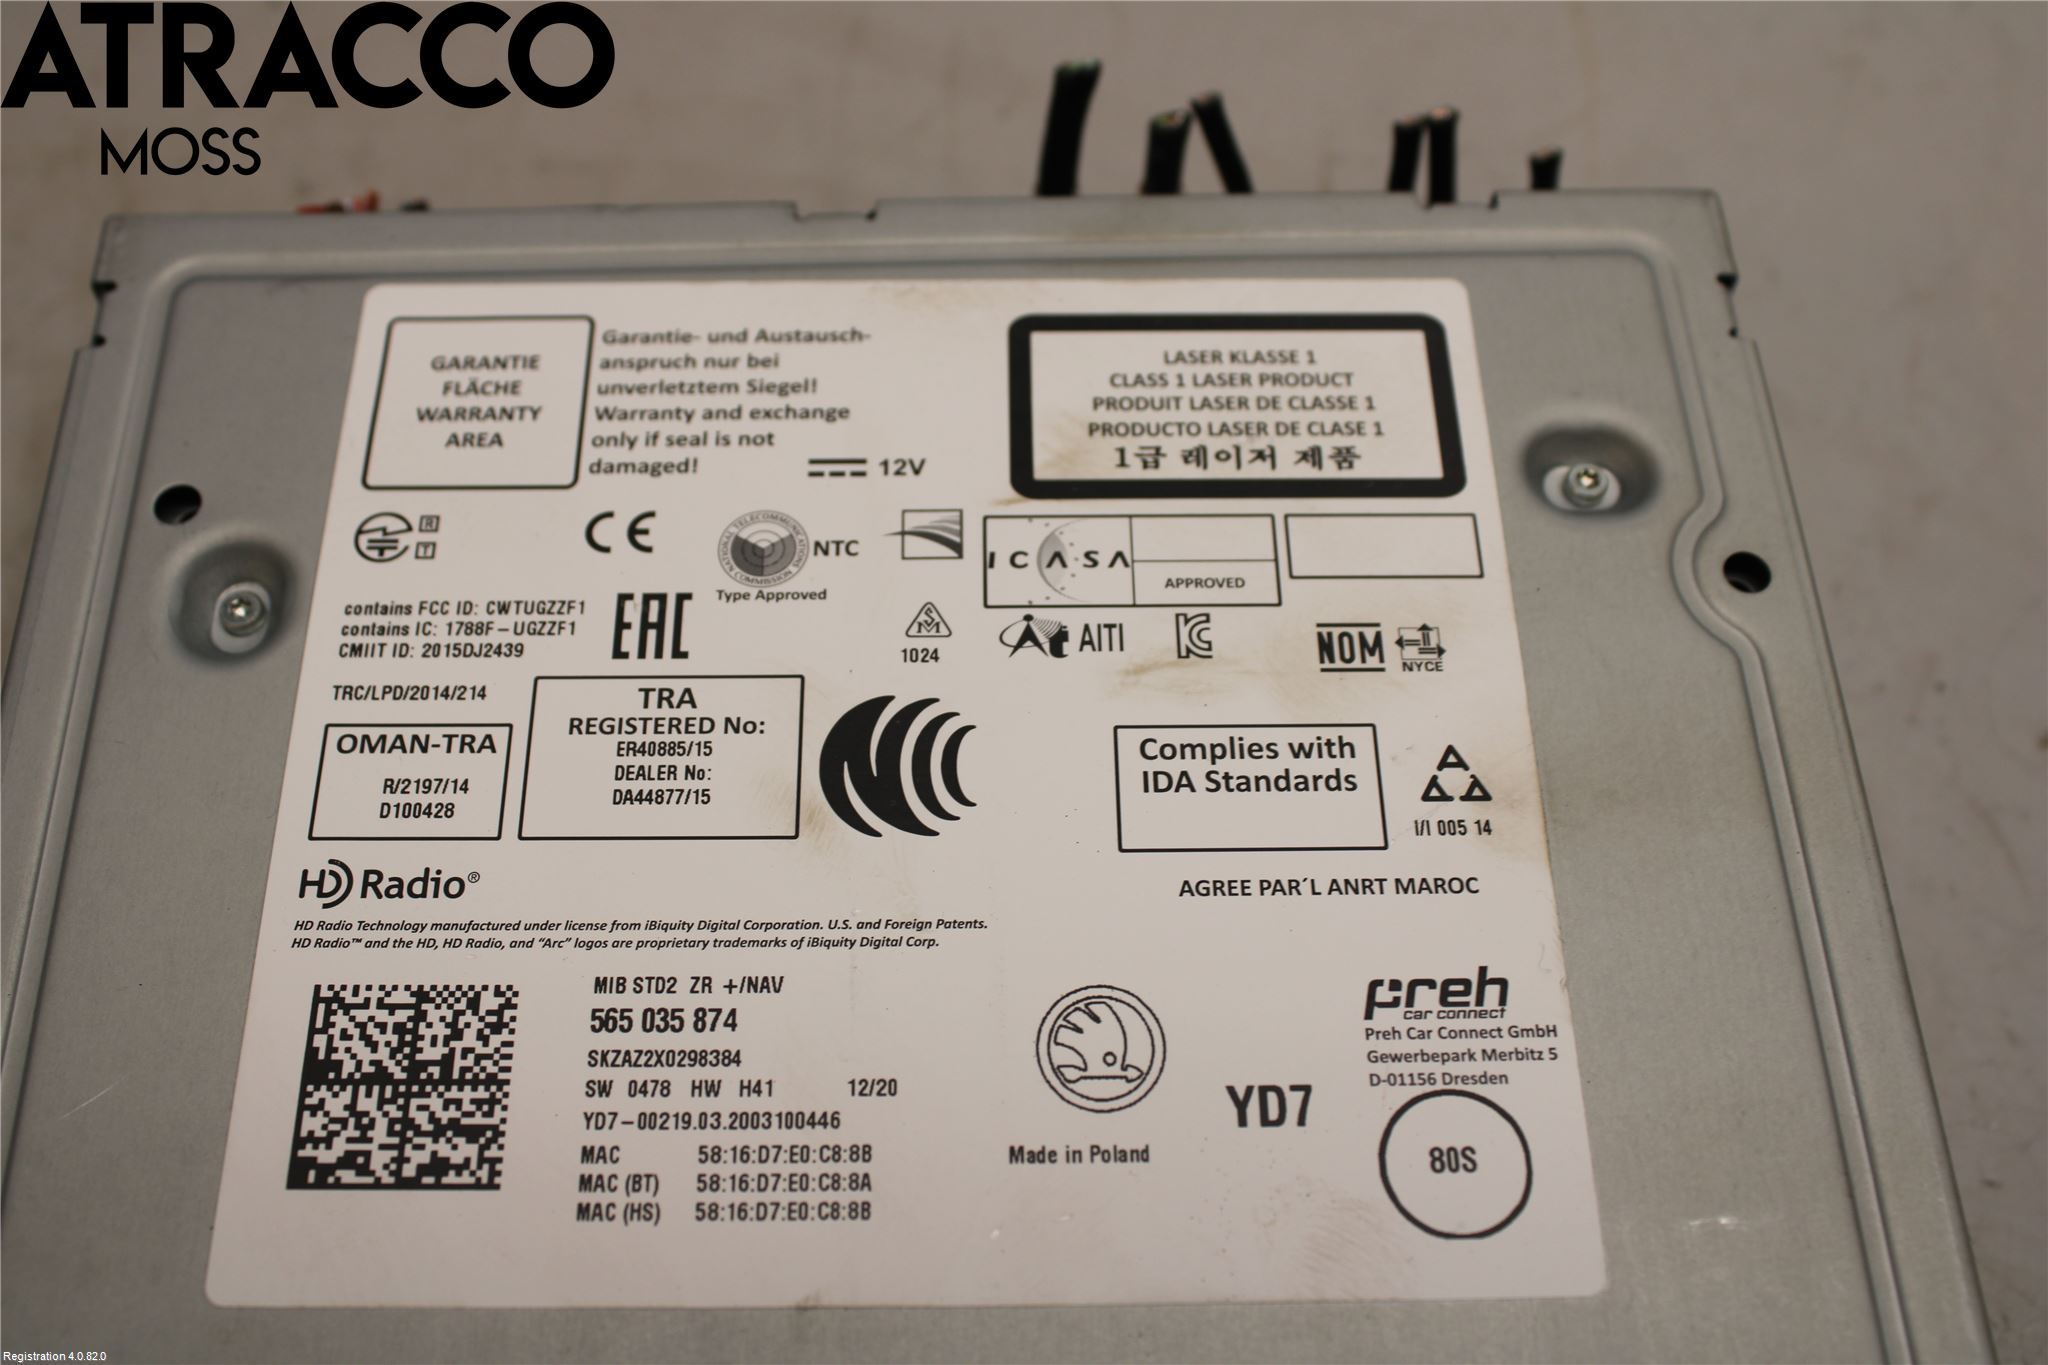 ATRACCO
MOSS
GARANTIE
FLÄCHE
WARRANTY
AREA
Garantie- und Austausch-
anspruch nur bei
unverletztem Siegel!
Warranty and exchange
only if seal is not
damaged!
12V
LASER KLASSE 1
CLASS 1 LASER PRODUCT
PRODUIT LASER DE CLASSE 1
PRODUCTO LASER DE CLASE 1
1급 레이저 제품
R
T
CE
NATIONAL TELECOMMUNICATIONS COMMISSION
NTC
Type Approved
ICASA
APPROVED
contains FCC ID: CWTUGZZF1
contains IC: 1788F-UGZZF1
CMIIT ID: 2015DJ2439
EAC
SM
1024
At AITI
KC
NOM
NYCE
TRC/LPD/2014/214
OMAN-TRA
R/2197/14
D100428
TRA
REGISTERED No:
ER40885/15
DEALER No:
DA44877/15
Complies with
IDA Standards
I/I 005 14
HD Radio®
AGREE PAR´L ANRT MAROC
HD Radio Technology manufactured under license from iBiquity Digital Corporation. U.S. and Foreign Patents.
HD Radio™ and the HD, HD Radio, and “Arc” logos are proprietary trademarks of iBiquity Digital Corp.
MIB STD2 ZR +/NAV
565 035 874
SKZAZ2X0298384
SW 0478 HW H41 12/20
YD7-00219.03.2003100446
MAC 58:16:D7:E0:C8:8B
MAC (BT) 58:16:D7:E0:C8:8A
MAC (HS) 58:16:D7:E0:C8:8B
Made in Poland
YD7
preh
car connect
Preh Car Connect GmbH
Gewerbepark Merbitz 5
D-01156 Dresden
80S
Registration 4.0.82.0